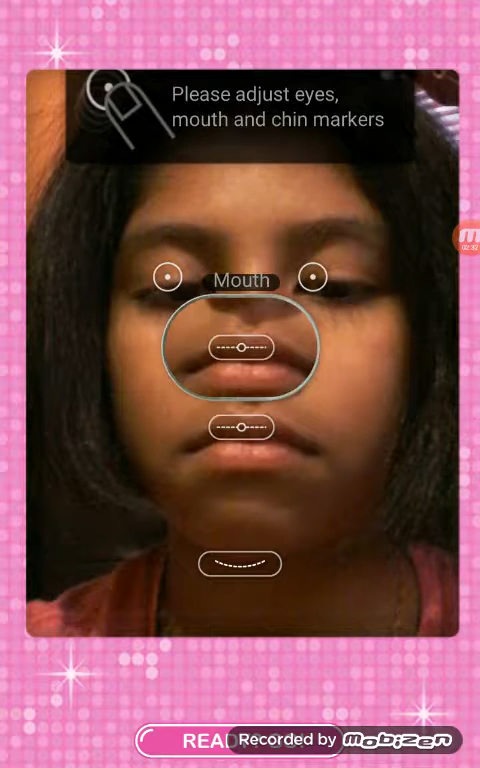 Please adjust eyes,
mouth and chin markers
Mouth
Recorded by mobizen